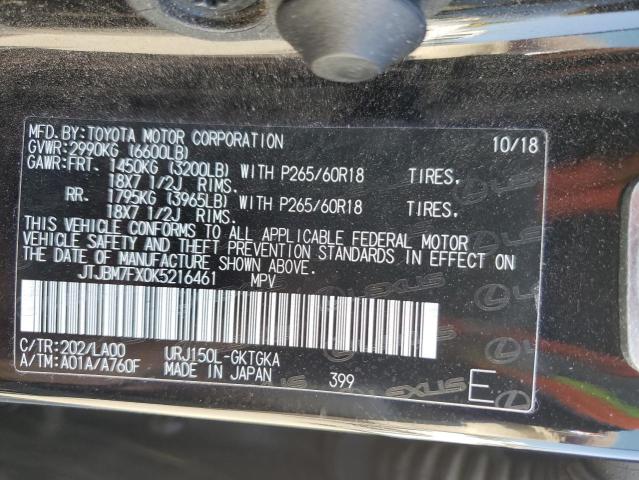 MFD.BY:TOYOTA MOTOR CORPORATION 10/18
GVWR:2990KG (6600LB)
GAWR:FRT. 1450KG (3200LB) WITH P265/60R18 TIRES,
18X7 1/2J RIMS.
RR. 1795KG (3965LB) WITH P265/60R18 TIRES,
18X7 1/2J RIMS.
THIS VEHICLE CONFORMS TO ALL APPLICABLE FEDERAL MOTOR
VEHICLE SAFETY AND THEFT PREVENTION STANDARDS IN EFFECT ON
THE DATE OF MANUFACTURE SHOWN ABOVE.
JTJBM7FX0K5216461 MPV
C/TR:202/LA00 URJ150L-GKTGKA
A/TM:A01A/A760F MADE IN JAPAN 399 E
LEXUS
LEXUS